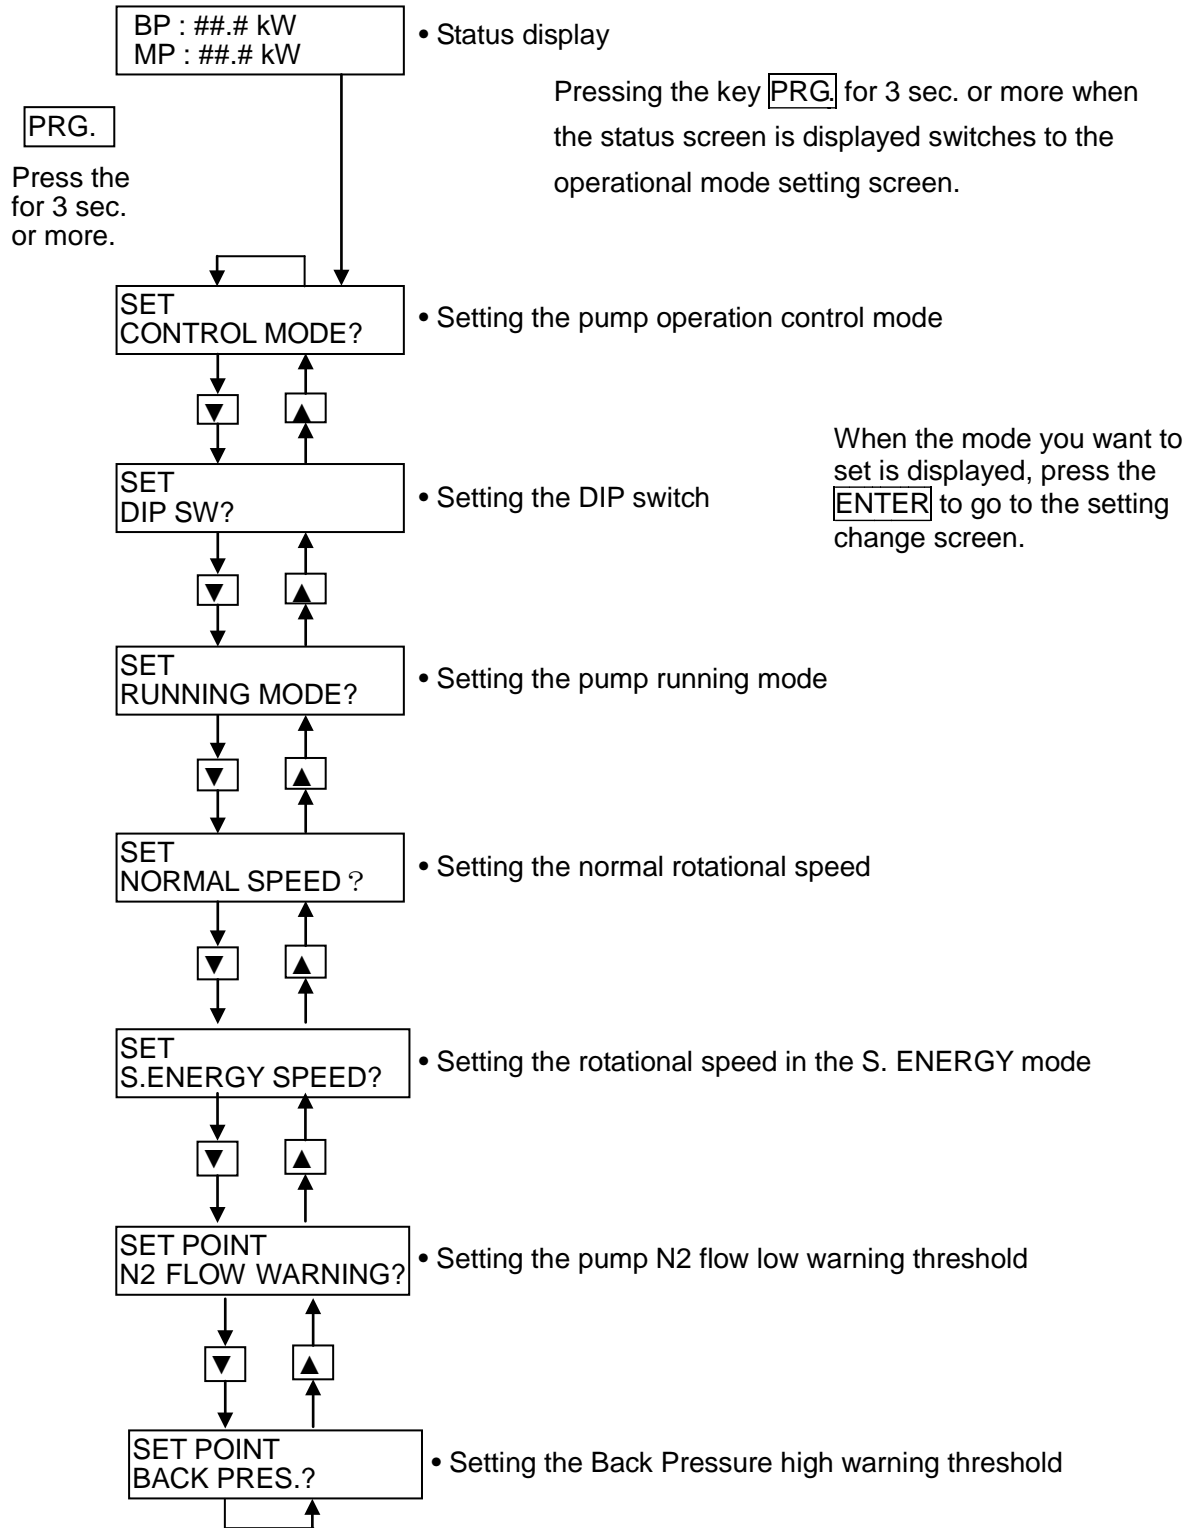 BP : ##.# kW
MP : ##.# kW
• Status display
Pressing the key PRG. for 3 sec. or more when
the status screen is displayed switches to the
operational mode setting screen.
PRG.
Press the
for 3 sec.
or more.
SET
CONTROL MODE?
• Setting the pump operation control mode
▼ ▲
SET
DIP SW?
• Setting the DIP switch
When the mode you want to
set is displayed, press the
ENTER to go to the setting
change screen.
▼ ▲
SET
RUNNING MODE?
• Setting the pump running mode
▼ ▲
SET
NORMAL SPEED？
• Setting the normal rotational speed
▼ ▲
SET
S.ENERGY SPEED?
• Setting the rotational speed in the S. ENERGY mode
▼ ▲
SET POINT
N2 FLOW WARNING?
• Setting the pump N2 flow low warning threshold
▼ ▲
SET POINT
BACK PRES.?
• Setting the Back Pressure high warning threshold